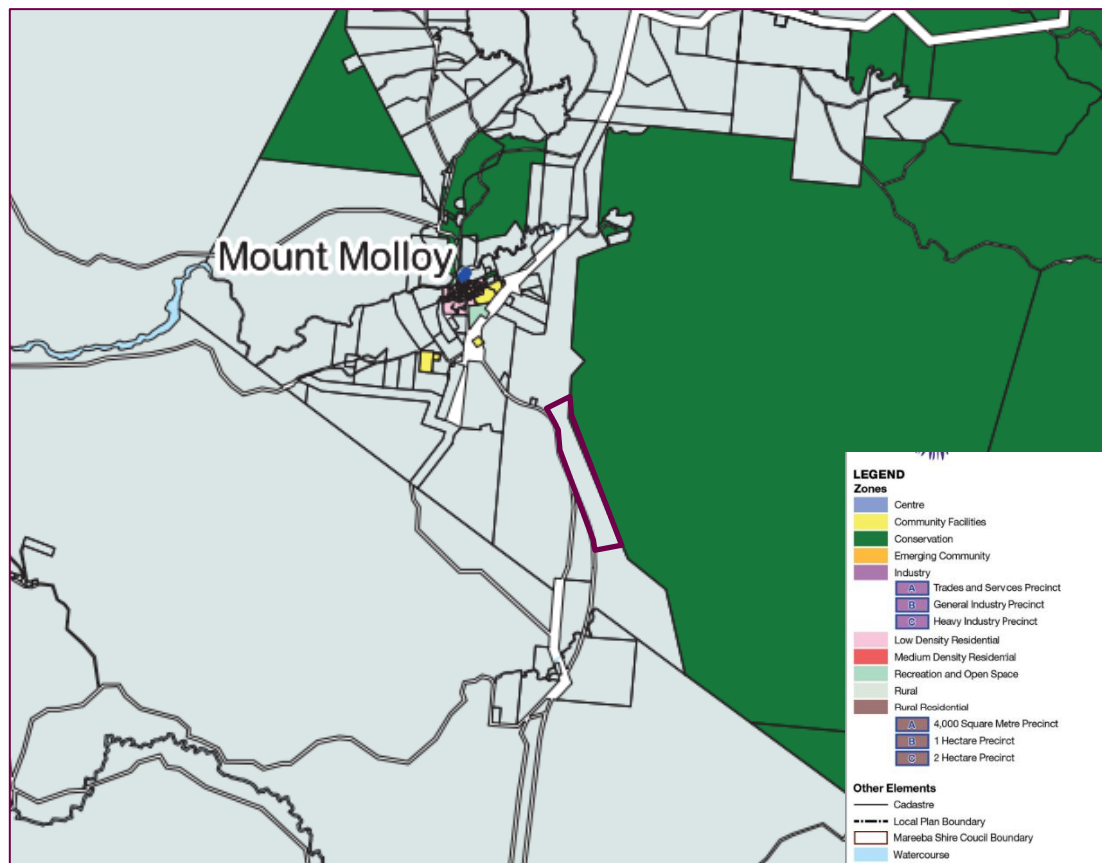 Mount Molloy
LEGEND
Zones
Centre
Community Facilities
Conservation
Emerging Community
Industry
A Trades and Servces Precinct
B General Industry Precinct
C Heavy Industry Precinct
Low Density Residential
Medium Density Residential
Recreation and Open Space
Rural
Rural Residential
A 4,000 Square Metre Precinct
B 1 Hectare Precinct
C 2 Hectare Precinct
Other Elements
Cadastre
Local Plan Boundary
Mareeba Shire Coucil Boundary
Watercourse